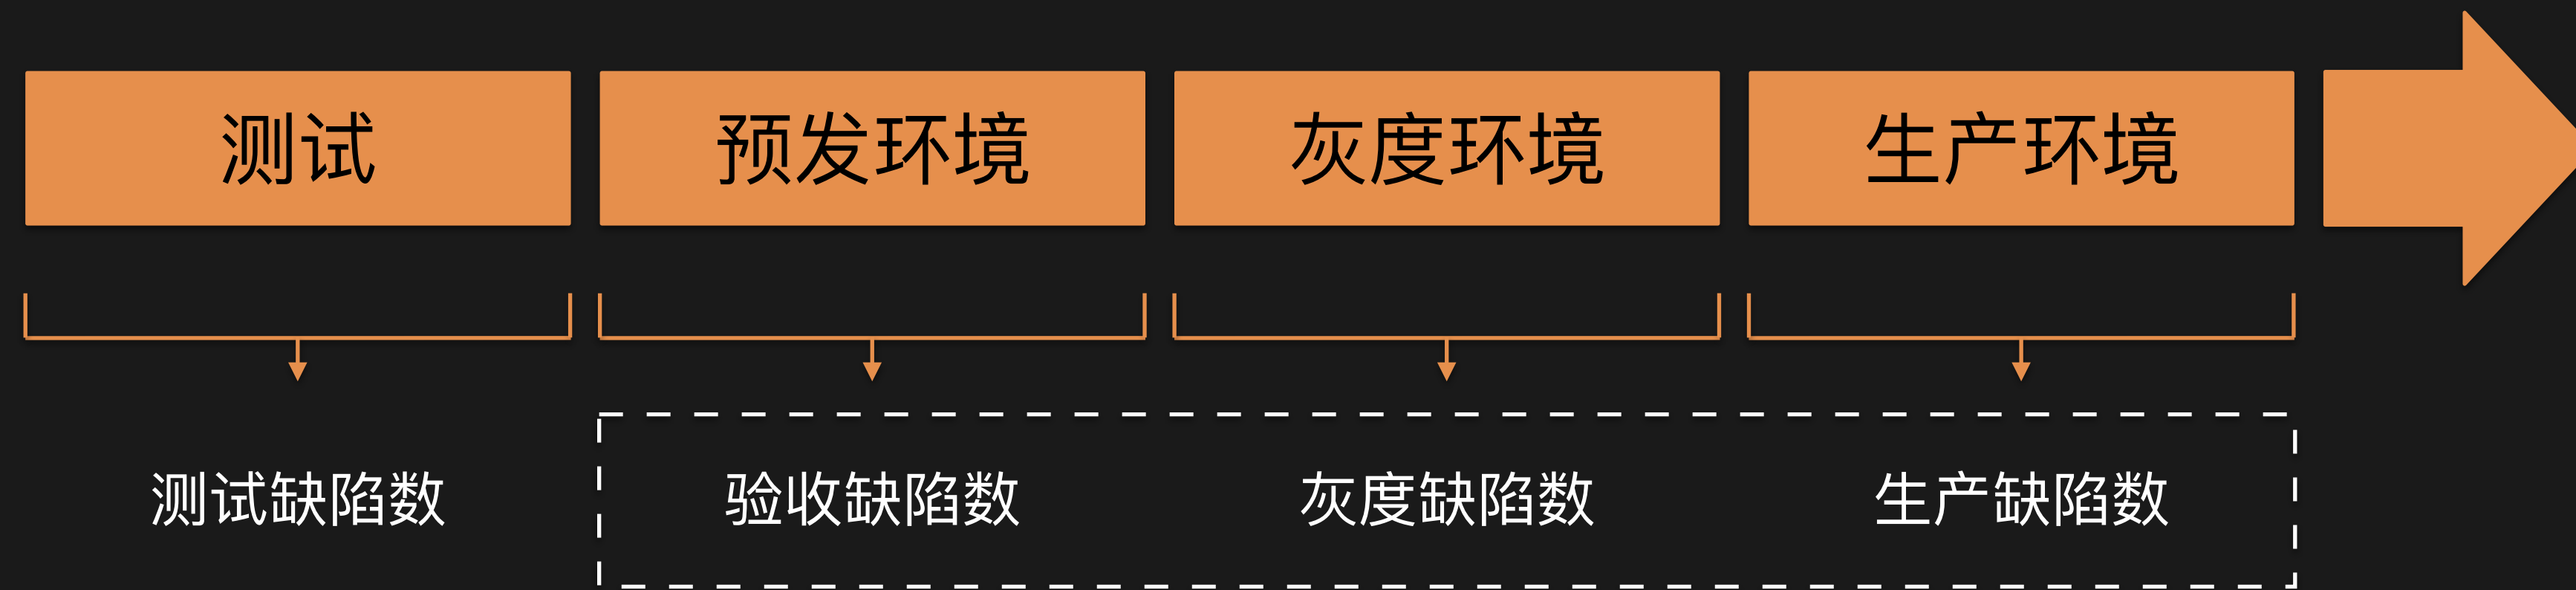 测试
预发环境
灰度环境
生产环境
测试缺陷数
验收缺陷数
灰度缺陷数
生产缺陷数